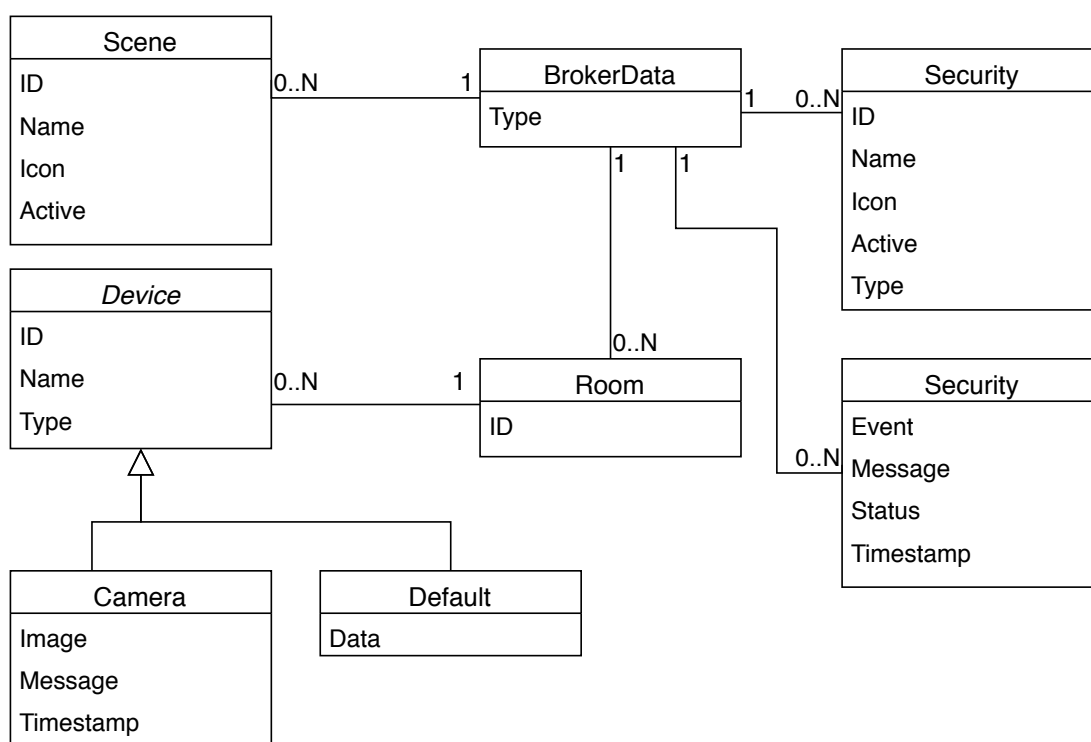 Scene
ID
Name
Icon
Active
0..N
1
BrokerData
Type
1
0..N
1
1
Security
ID
Name
Icon
Active
Type
Device
ID
Name
Type
0..N
1
0..N
Room
ID
0..N
Security
Event
Message
Status
Timestamp
Camera
Image
Message
Timestamp
Default
Data